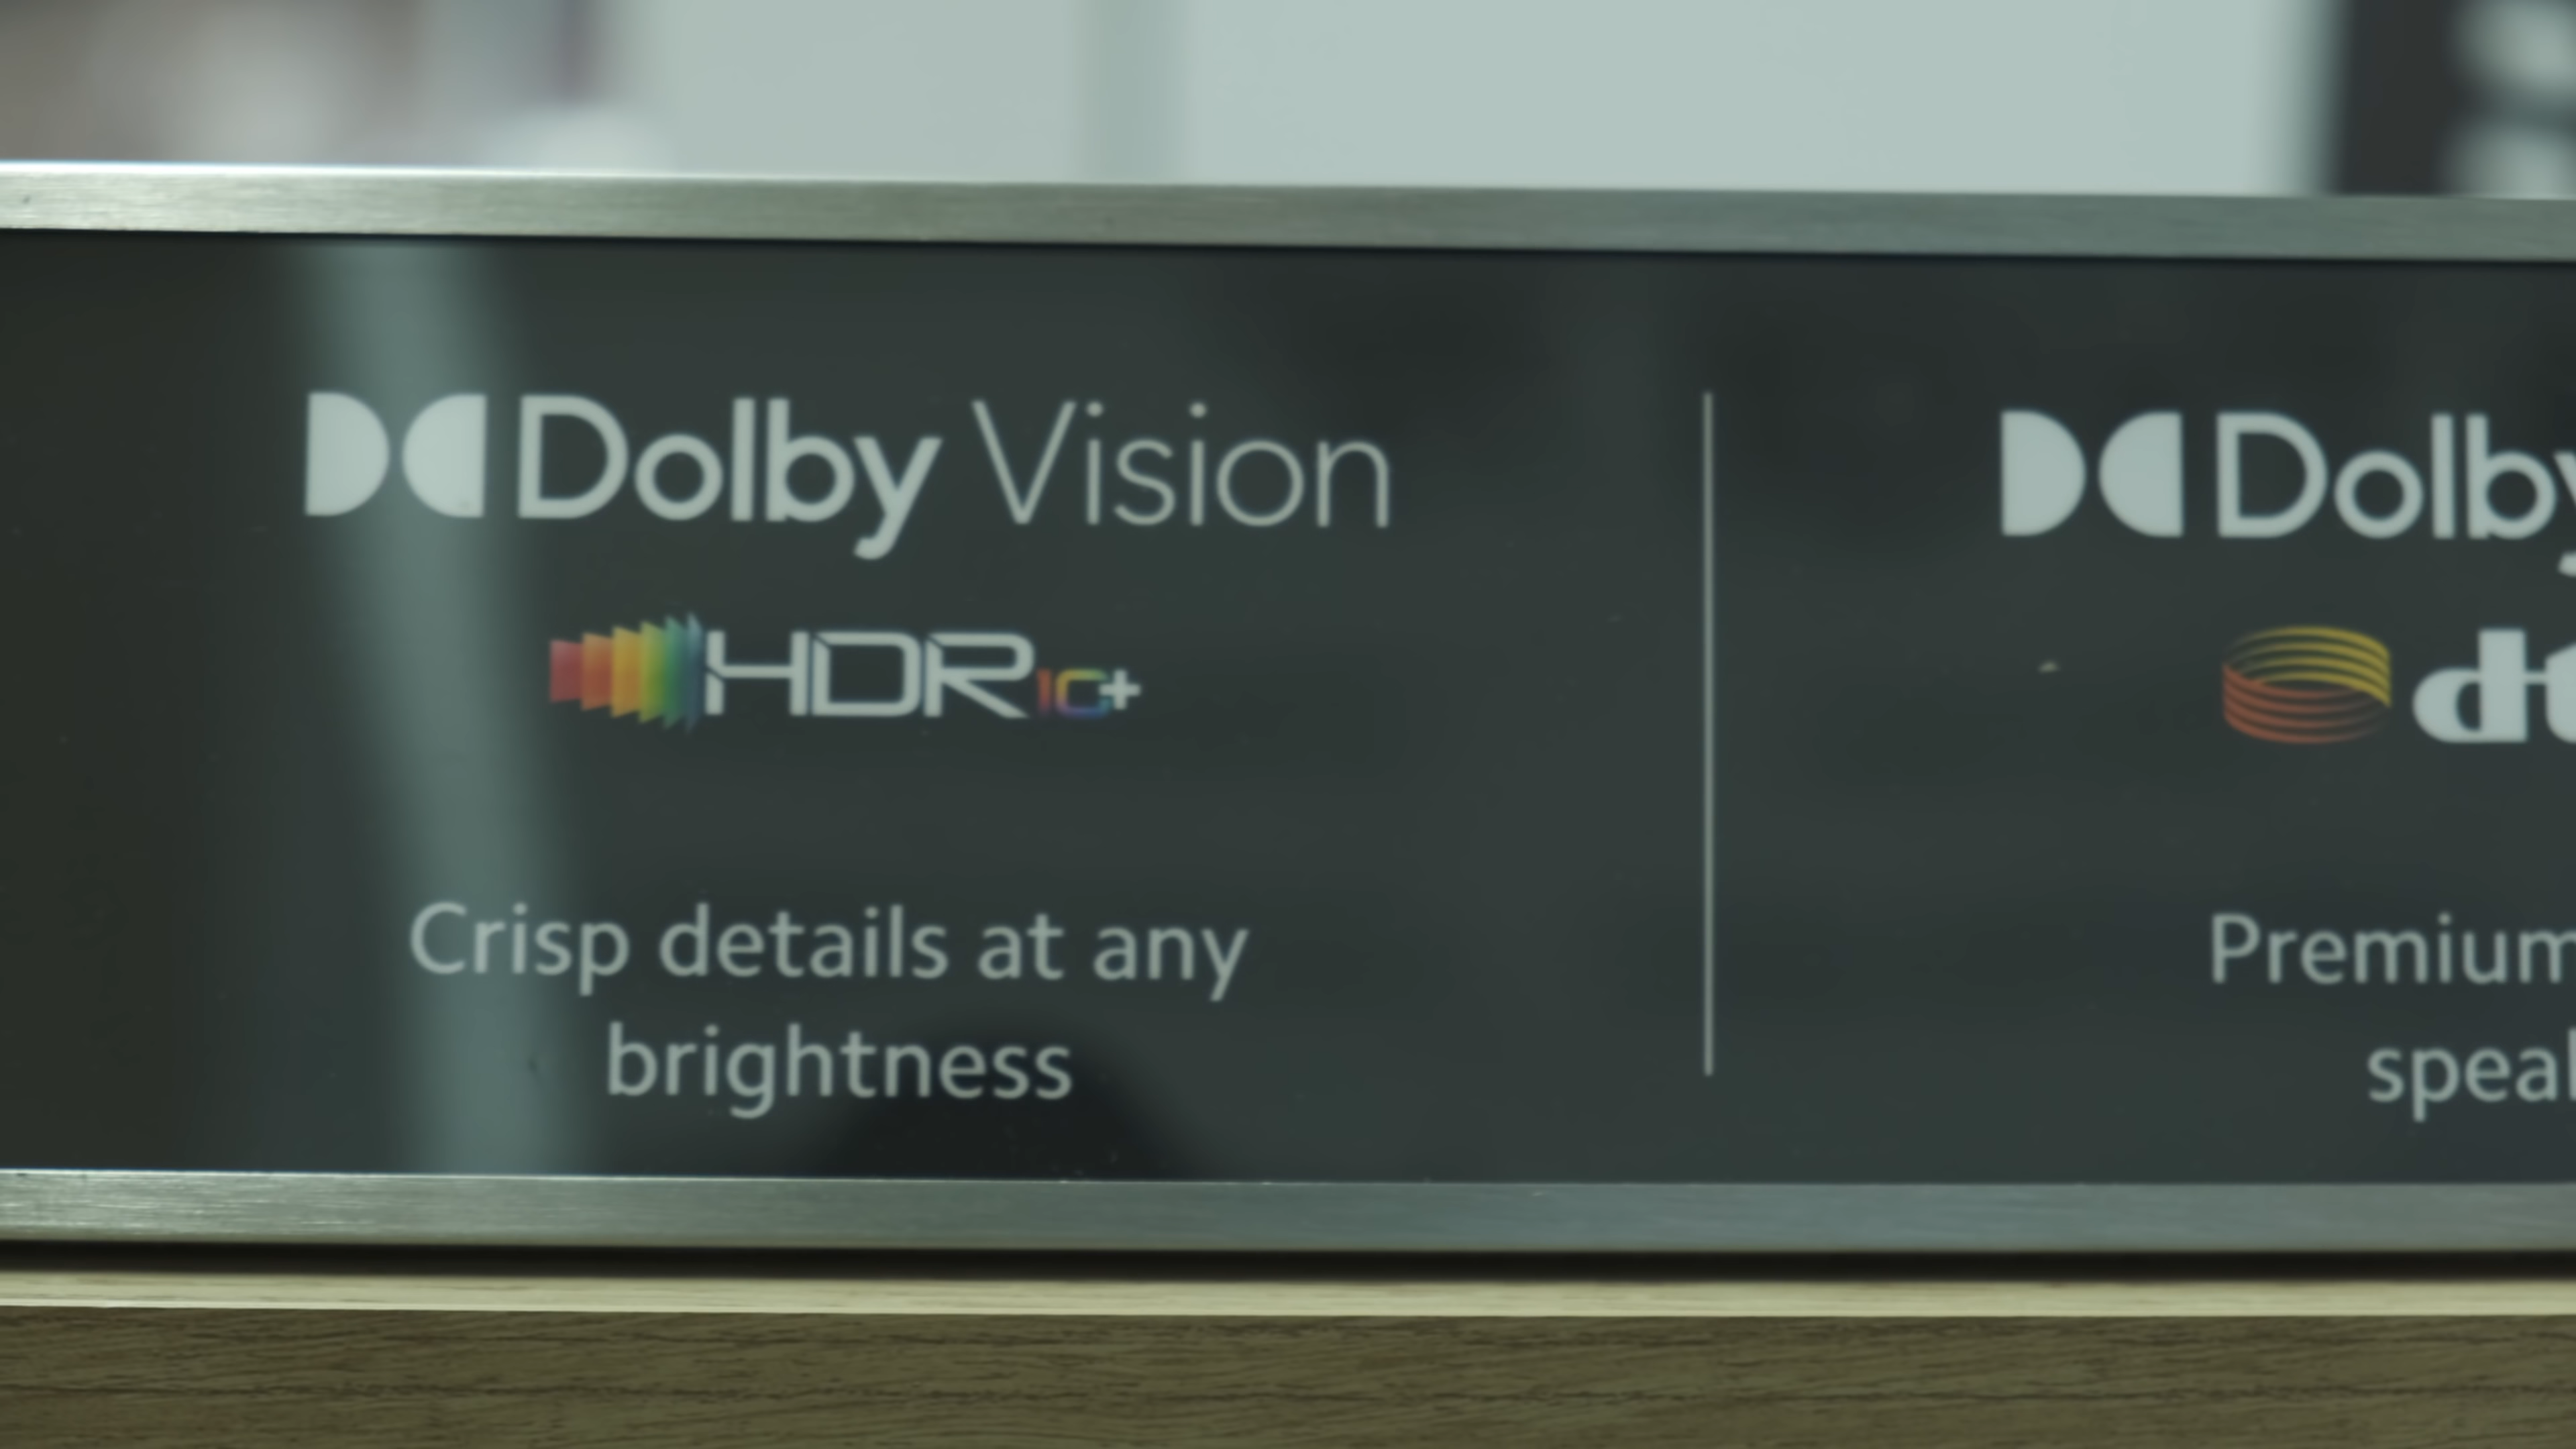 Dolby Vision
HDR10+
Crisp details at any
brightness
Dolby
Premium